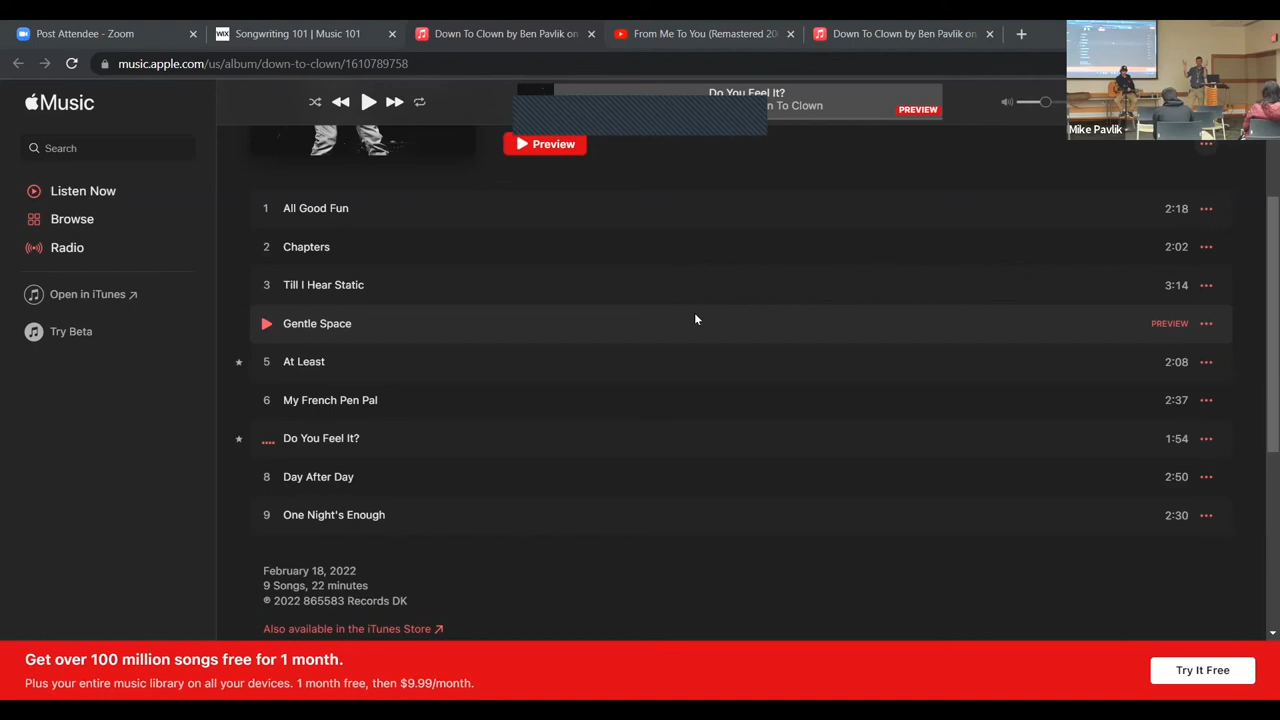 Post Attendee - Zoom
WIX
Songwriting 101 | Music 101
Down To Clown by Ben Pavlik on
From Me To You (Remastered 20
Down To Clown by Ben Pavlik on
music.apple.com/us/album/down-to-clown/1610785758
Music
Search
Listen Now
Browse
Radio
Open in iTunes
Try Beta
Do You Feel It?
n To Clown
PREVIEW
Preview
Mike Pavlik
1 All Good Fun 2:18
2 Chapters 2:02
3 Till I Hear Static 3:14
Gentle Space PREVIEW
5 At Least 2:08
6 My French Pen Pal 2:37
Do You Feel It? 1:54
8 Day After Day 2:50
9 One Night's Enough 2:30
February 18, 2022
9 Songs, 22 minutes
℗ 2022 865583 Records DK
Also available in the iTunes Store
Get over 100 million songs free for 1 month.
Plus your entire music library on all your devices. 1 month free, then $9.99/month.
Try It Free